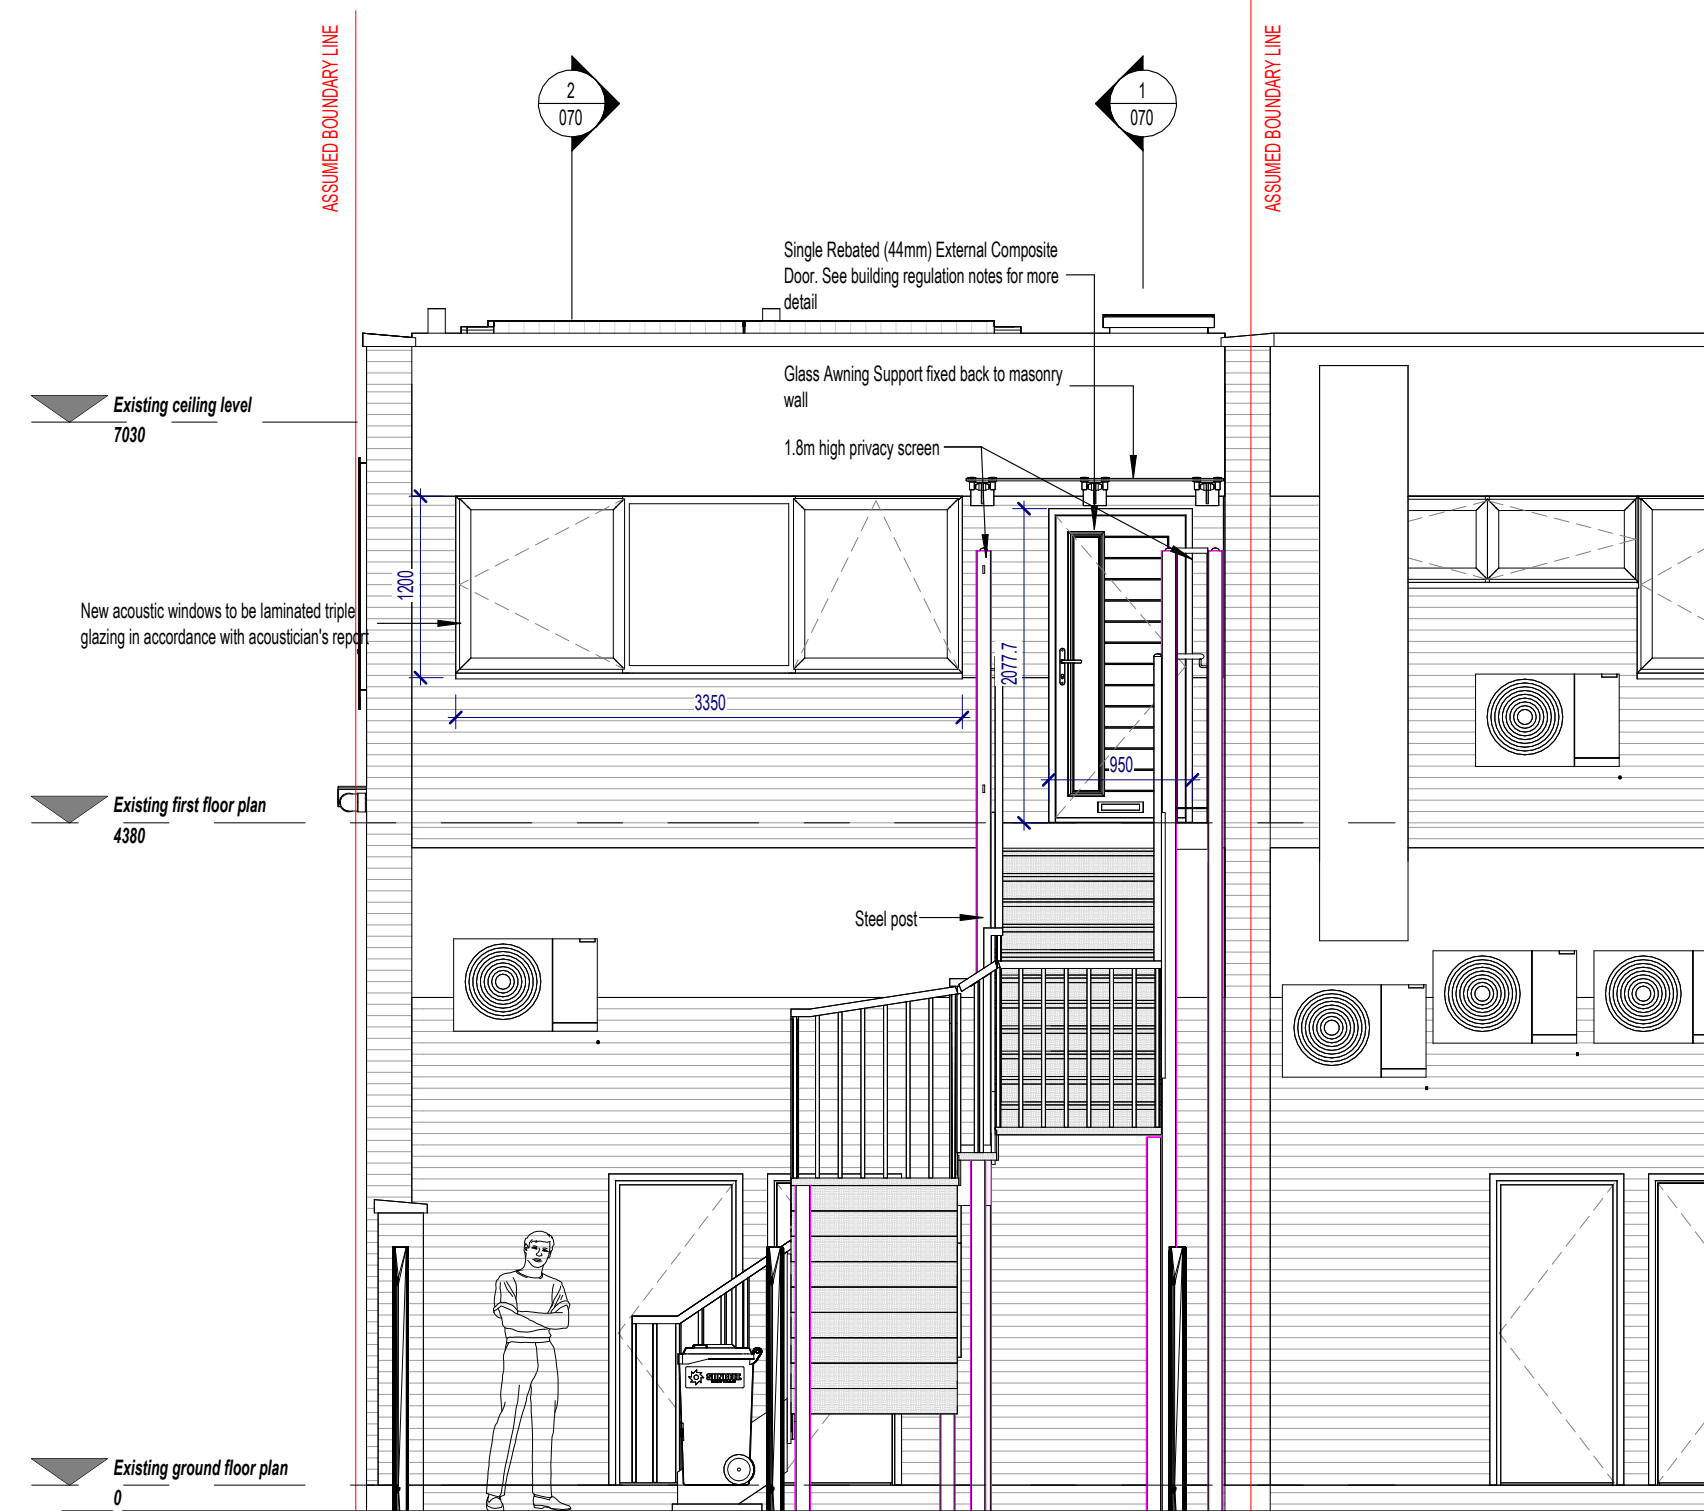 ASSUMED BOUNDARY LINE
ASSUMED BOUNDARY LINE
2
070
1
070
Single Rebated (44mm) External Composite
Door. See building regulation notes for more
detail
Glass Awning Support fixed back to masonry
wall
Existing ceiling level
7030
1.8m high privacy screen
1200
New acoustic windows to be laminated triple
glazing in accordance with acoustician's report
2077.7
3350
950
Existing first floor plan
4380
Steel post
Existing ground floor plan
0